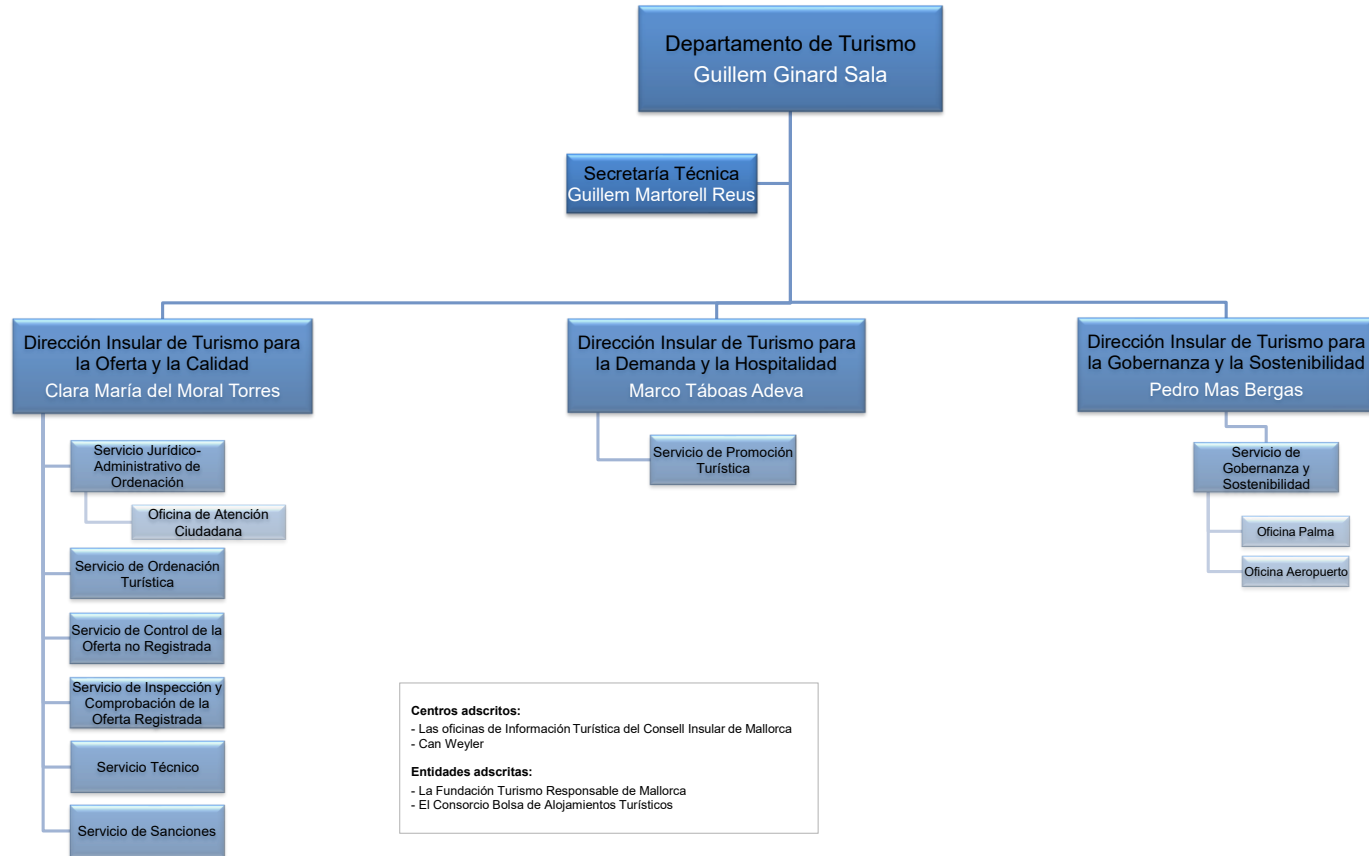 Departamento de Turismo
Guillem Ginard Sala
Secretaría Técnica
Guillem Martorell Reus
Dirección Insular de Turismo para
la Oferta y la Calidad
Clara María del Moral Torres
Servicio Jurídico-
Administrativo de
Ordenación
Oficina de Atención
Ciudadana
Servicio de Ordenación
Turística
Servicio de Control de la
Oferta no Registrada
Servicio de Inspección y
Comprobación de la
Oferta Registrada
Servicio Técnico
Servicio de Sanciones
Dirección Insular de Turismo para
la Demanda y la Hospitalidad
Marco Táboas Adeva
Servicio de Promoción
Turística
Dirección Insular de Turismo para
la Gobernanza y la Sostenibilidad
Pedro Mas Bergas
Servicio de
Gobernanza y
Sostenibilidad
Oficina Palma
Oficina Aeropuerto
Centros adscritos:
- Las oficinas de Información Turística del Consell Insular de Mallorca
- Can Weyler
Entidades adscritas:
- La Fundación Turismo Responsable de Mallorca
- El Consorcio Bolsa de Alojamientos Turísticos